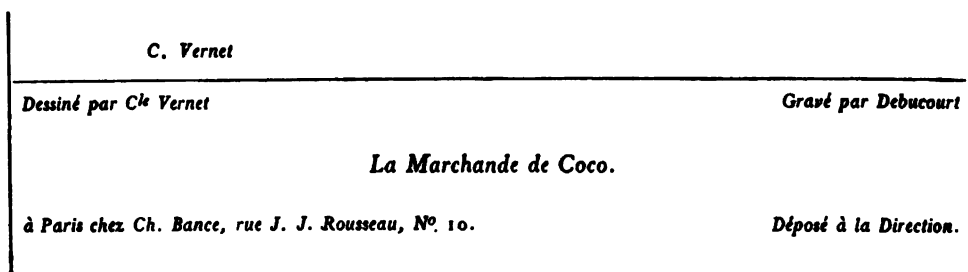 C. Vernet
Dessiné par Cle Vernet Gravé par Debucourt
La Marchande de Coco.
à Paris chez Ch. Bance, rue J. J. Rousseau, Nº. 10. Déposé à la Direction.